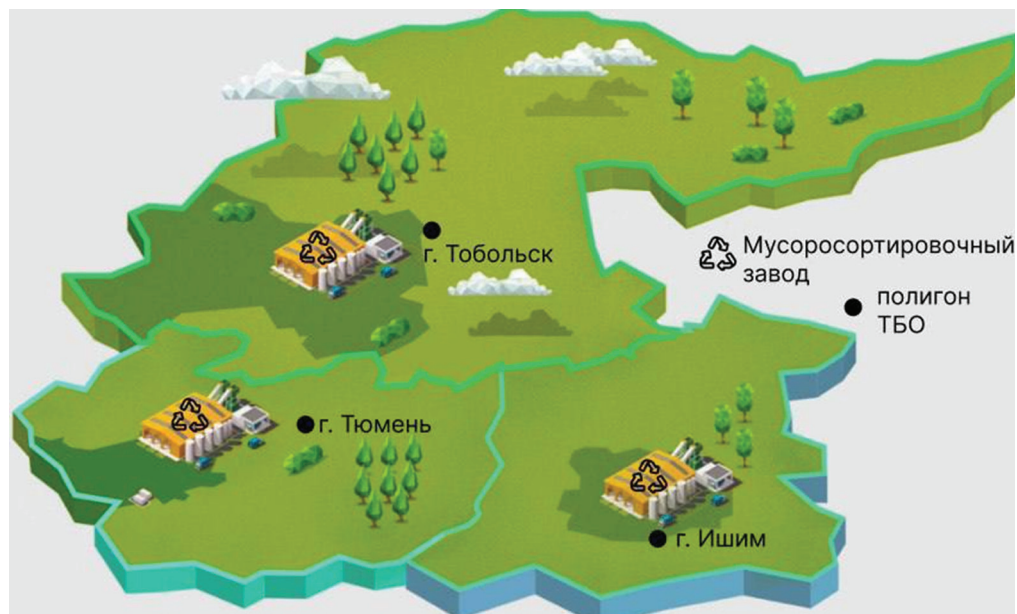 г. Тобольск
Мусоросортировочный
завод
полигон
ТБО
г. Тюмень
г. Ишим